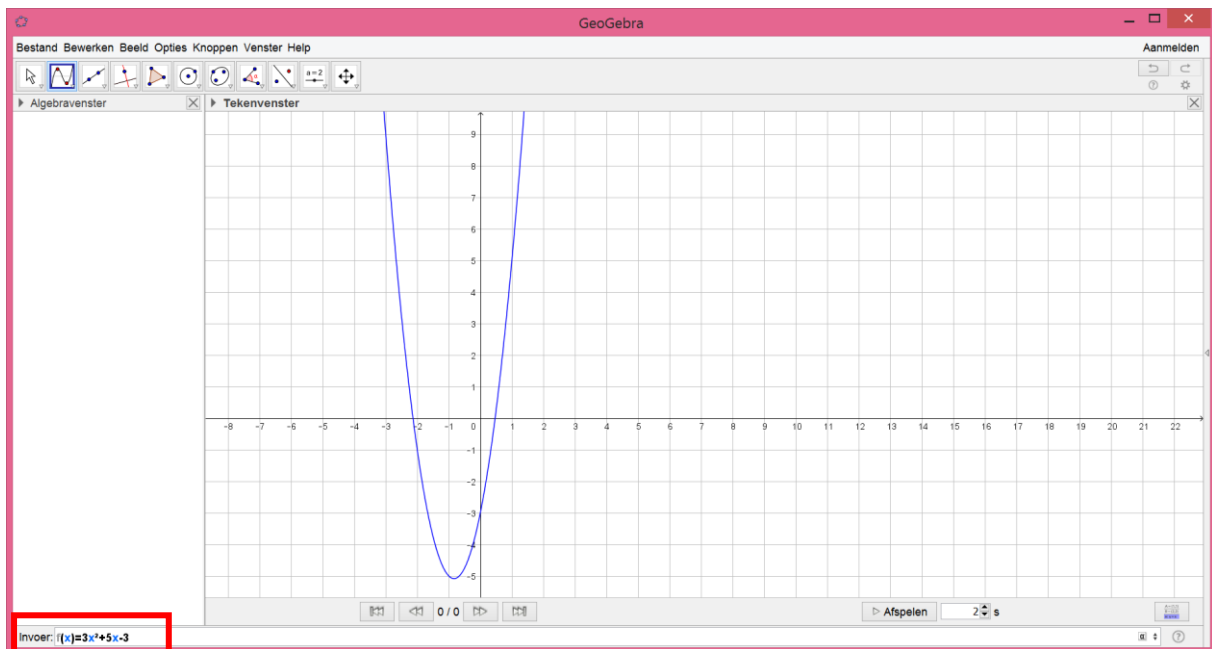 GeoGebra
Bestand Bewerken Beeld Opties Knoppen Venster Help Aanmelden
a=2
Algebravenster Tekenvenster
9
8
7
6
5
4
3
2
1
-8 -7 -6 -5 -4 -3 -2 -1 0 1 2 3 4 5 6 7 8 9 10 11 12 13 14 15 16 17 18 19 20 21 22
-1
-2
-3
-4
-5
0 / 0 Afspelen 2 s
Invoer: f(x)=3x²+5x-3 α